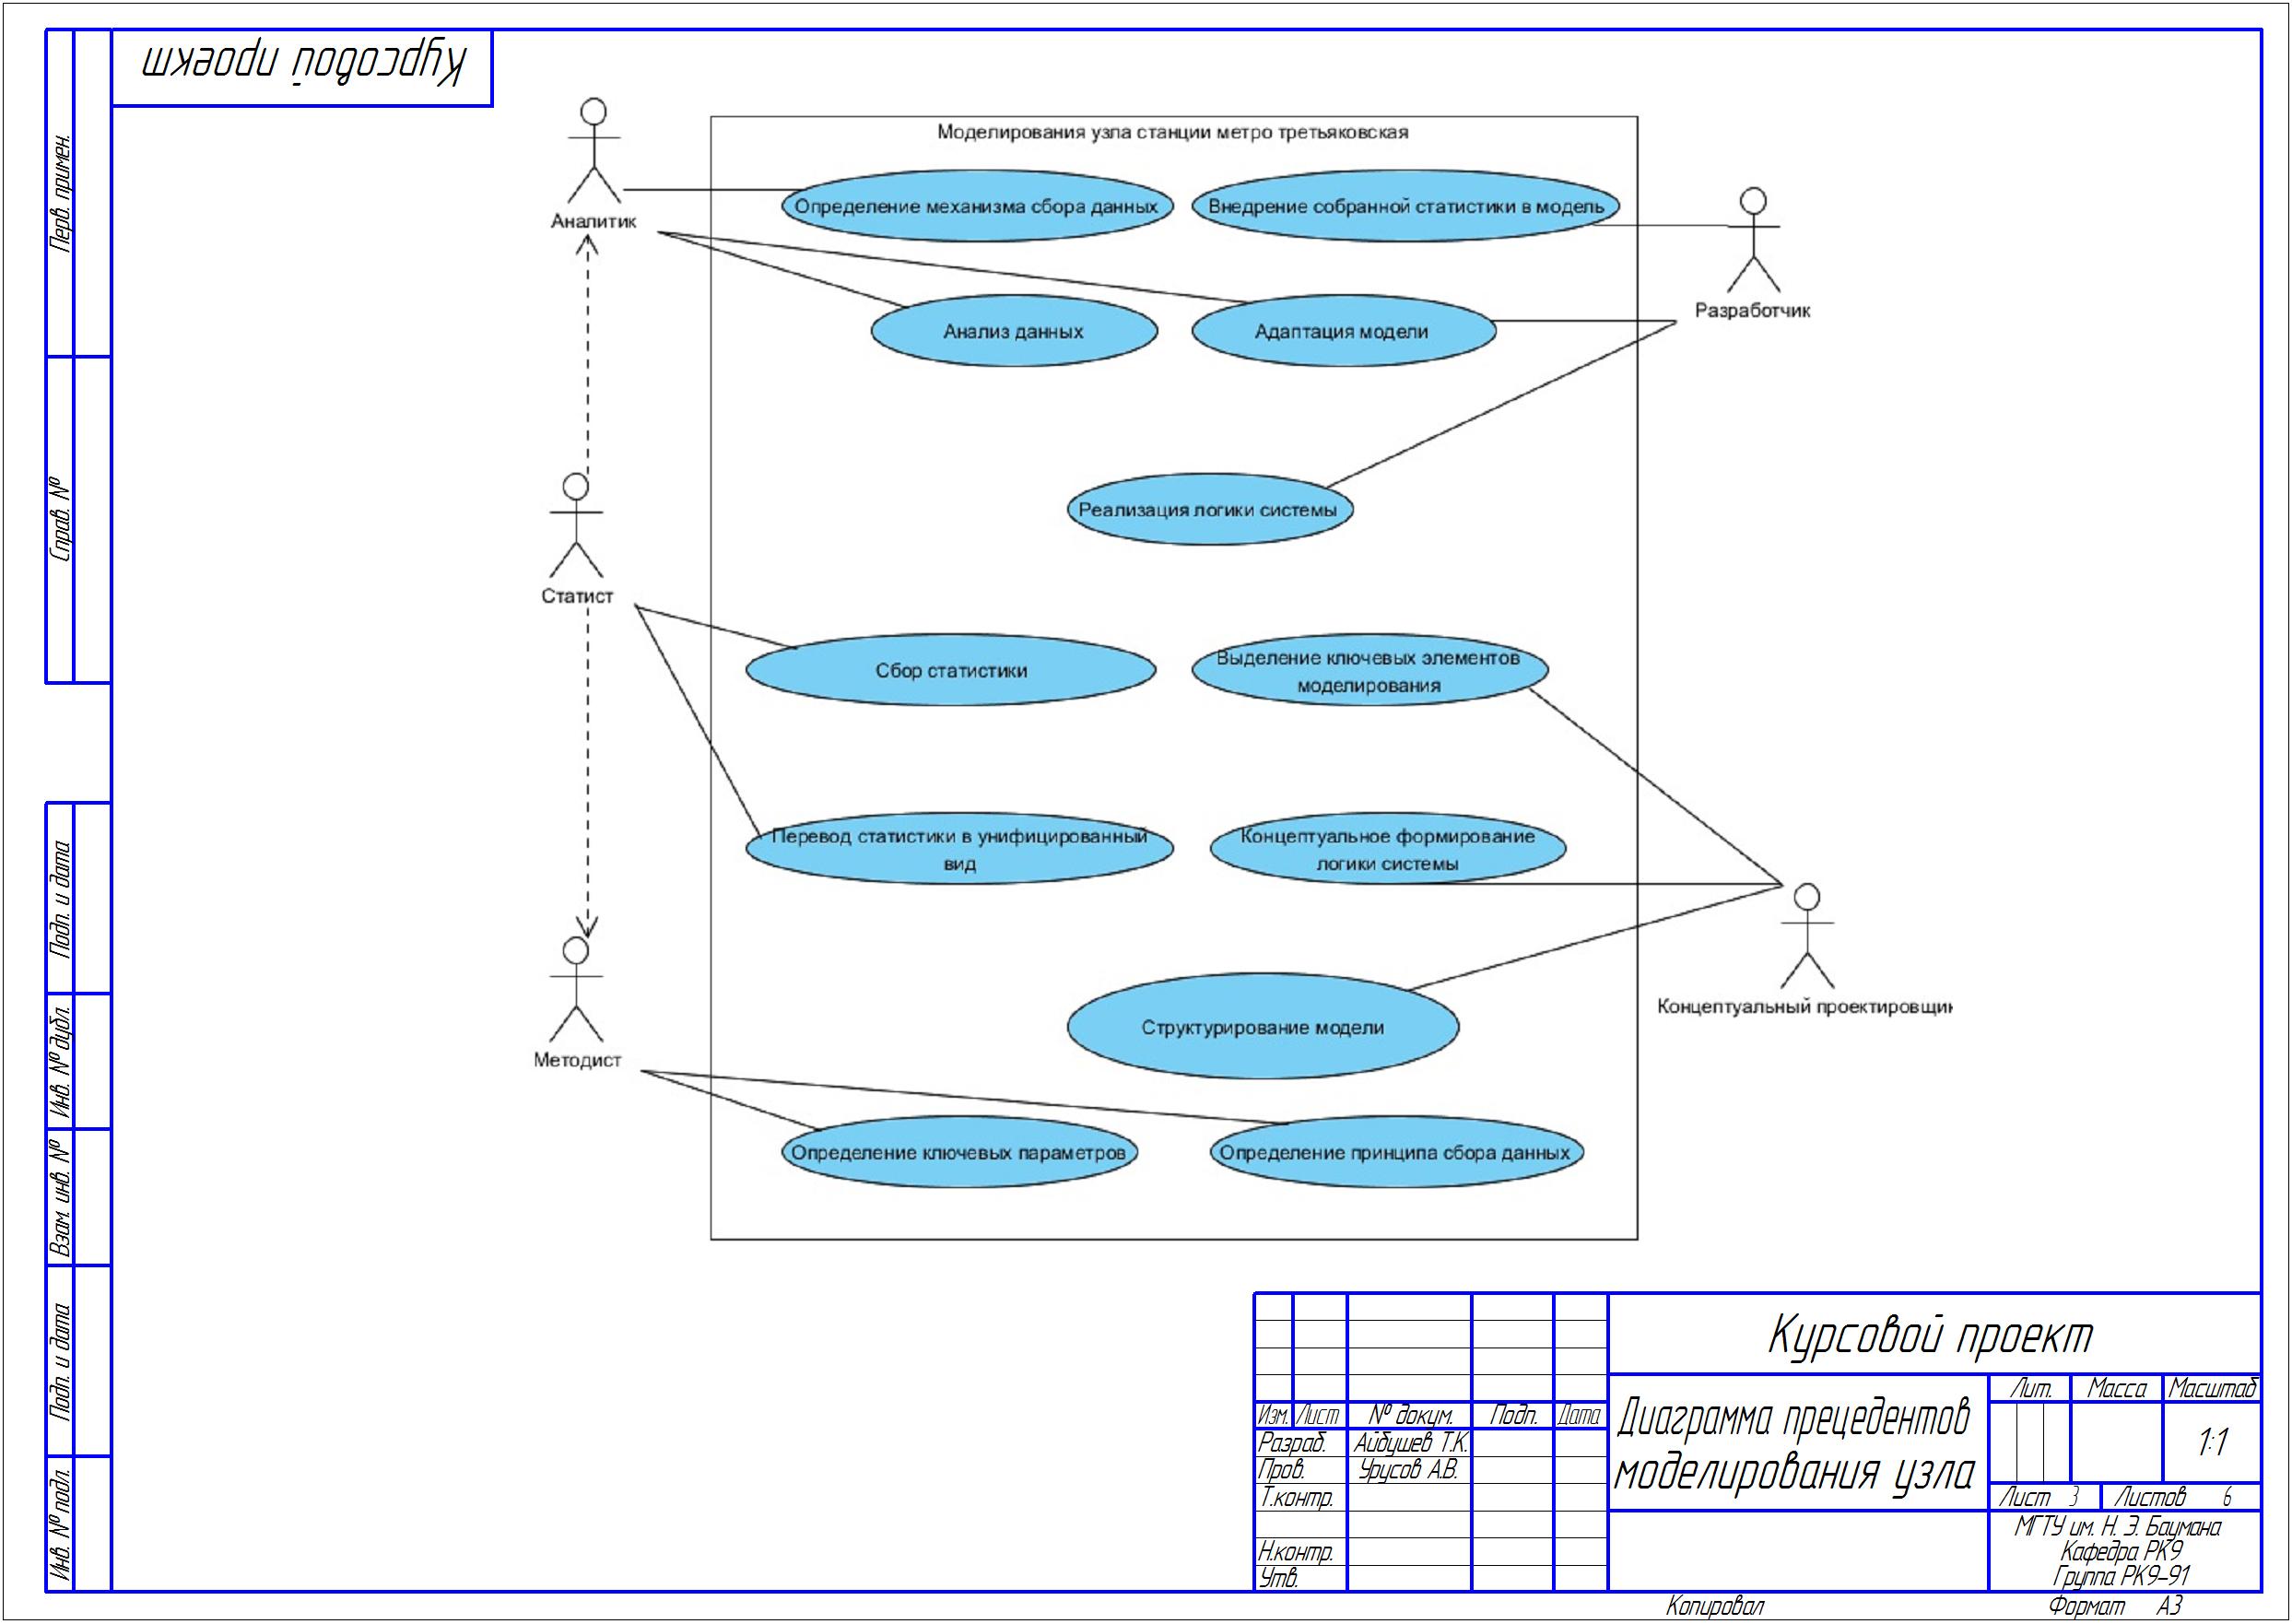 Курсовой проект
Перв. примен.
Справ. №
Подп. и дата
Инв. № дубл.
Взам. инв. №
Подп. и дата
Инв. № подл.
Моделирования узла станции метро третьяковская
Аналитик
Определение механизма сбора данных
Внедрение собранной статистики в модель
Разработчик
Анализ данных
Адаптация модели
Реализация логики системы
Статист
Сбор статистики
Выделение ключевых элементов
моделирования
Перевод статистики в унифицированный
вид
Концептуальное формирование
логики системы
Методист
Концептуальный проектировщик
Структурирование модели
Определение ключевых параметров
Определение принципа сбора данных
Курсовой проект
Изм. Лист № докум. Подп. Дата
Разраб. Айбушев Т.К.
Пров. Урусов А.В.
Т.контр.
Н.контр.
Утв.
Диаграмма прецедентов
моделирования узла
Лит. Масса Масштаб
1:1
Лист 3 Листов 6
МГТУ им. Н. Э. Баумана
Кафедра РК9
Группа РК9-91
Копировал Формат А3